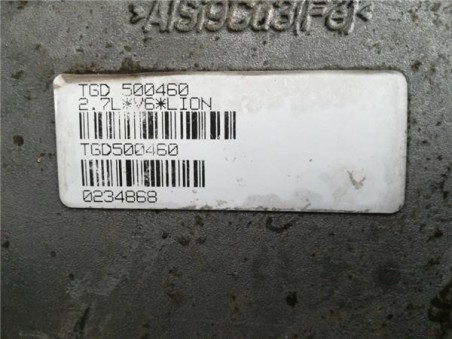 >AlSi9Cu3(Fe)<
TGD 500460
2.7L*V6*LION
TGD500460
0234868